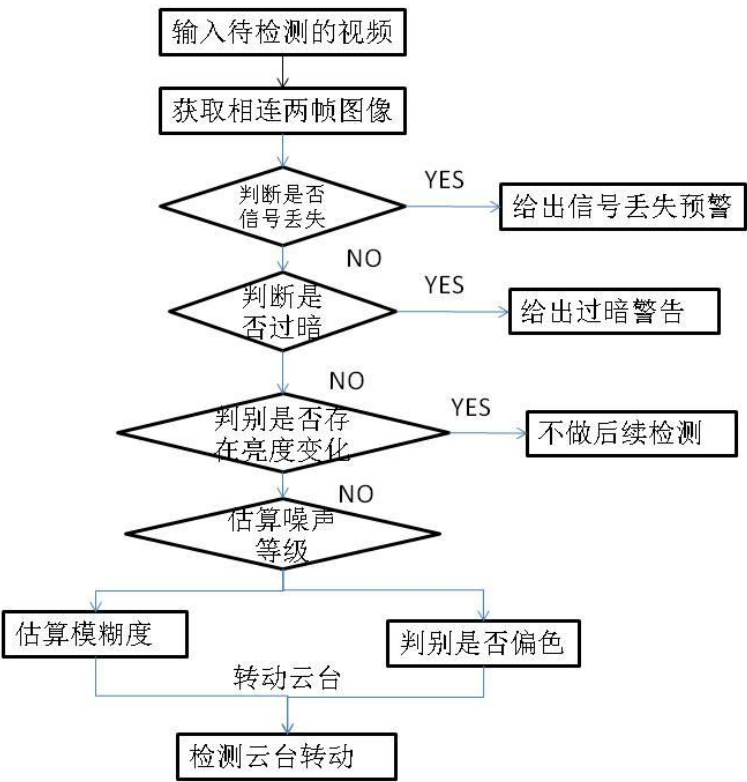 输入待检测的视频
获取相连两帧图像
判断是否
信号丢失
YES
给出信号丢失预警
NO
判断是
否过暗
YES
给出过暗警告
NO
判别是否存
在亮度变化
YES
不做后续检测
NO
估算噪声
等级
估算模糊度
判别是否偏色
转动云台
检测云台转动